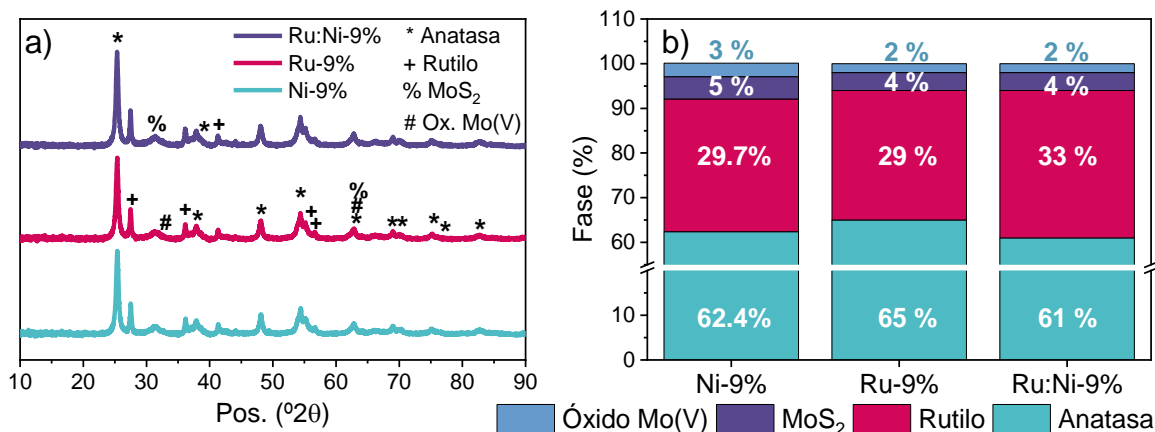 a)
Ru:Ni-9%
Ru-9%
Ni-9%
* Anatasa
+ Rutilo
% MoS₂
# Ox. Mo(V)
*
%
*
+
+
#
+
*
*
*
+
+
%
#
*
**
*
*
*
10 20 30 40 50 60 70 80 90
Pos. (º2θ)
b)
Fase (%)
100
90
80
70
60
10
0
3 % 2 % 2 %
5 % 4 % 4 %
29.7% 29 % 33 %
62.4% 65 % 61 %
Ni-9% Ru-9% Ru:Ni-9%
Óxido Mo(V) MoS₂ Rutilo Anatasa